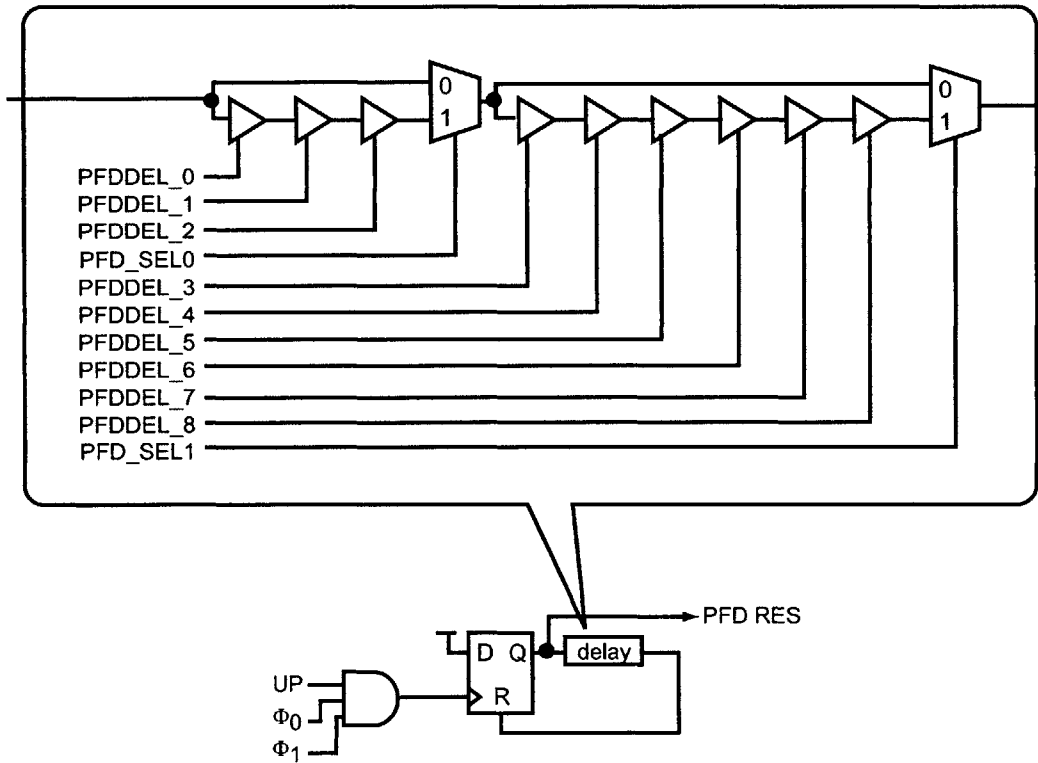 0
1
0
1
PFDDEL_0
PFDDEL_1
PFDDEL_2
PFD_SEL0
PFDDEL_3
PFDDEL_4
PFDDEL_5
PFDDEL_6
PFDDEL_7
PFDDEL_8
PFD_SEL1
PFD RES
D Q
delay
R
UP
Φ0
Φ1